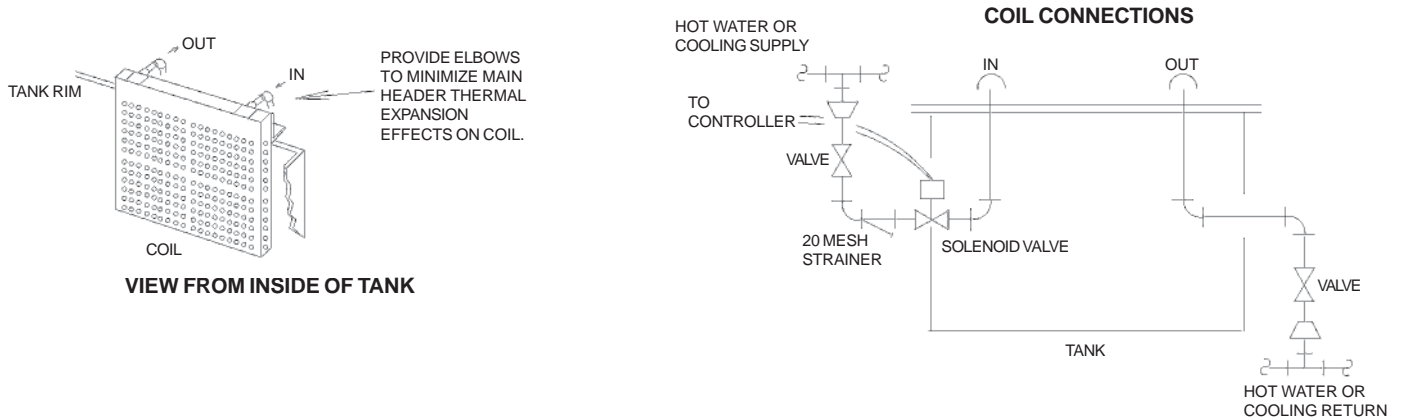 OUT
IN
TANK RIM
PROVIDE ELBOWS
TO MINIMIZE MAIN
HEADER THERMAL
EXPANSION
EFFECTS ON COIL.
COIL
VIEW FROM INSIDE OF TANK
COIL CONNECTIONS
HOT WATER OR
COOLING SUPPLY
IN
OUT
TO
CONTROLLER
VALVE
20 MESH
STRAINER
SOLENOID VALVE
VALVE
TANK
HOT WATER OR
COOLING RETURN